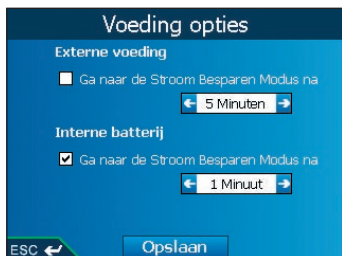 Voeding opties
Externe voeding
Ga naar de Stroom Besparen Modus na
5 Minuten
Interne batterij
Ga naar de Stroom Besparen Modus na
1 Minuut
ESC Opslaan